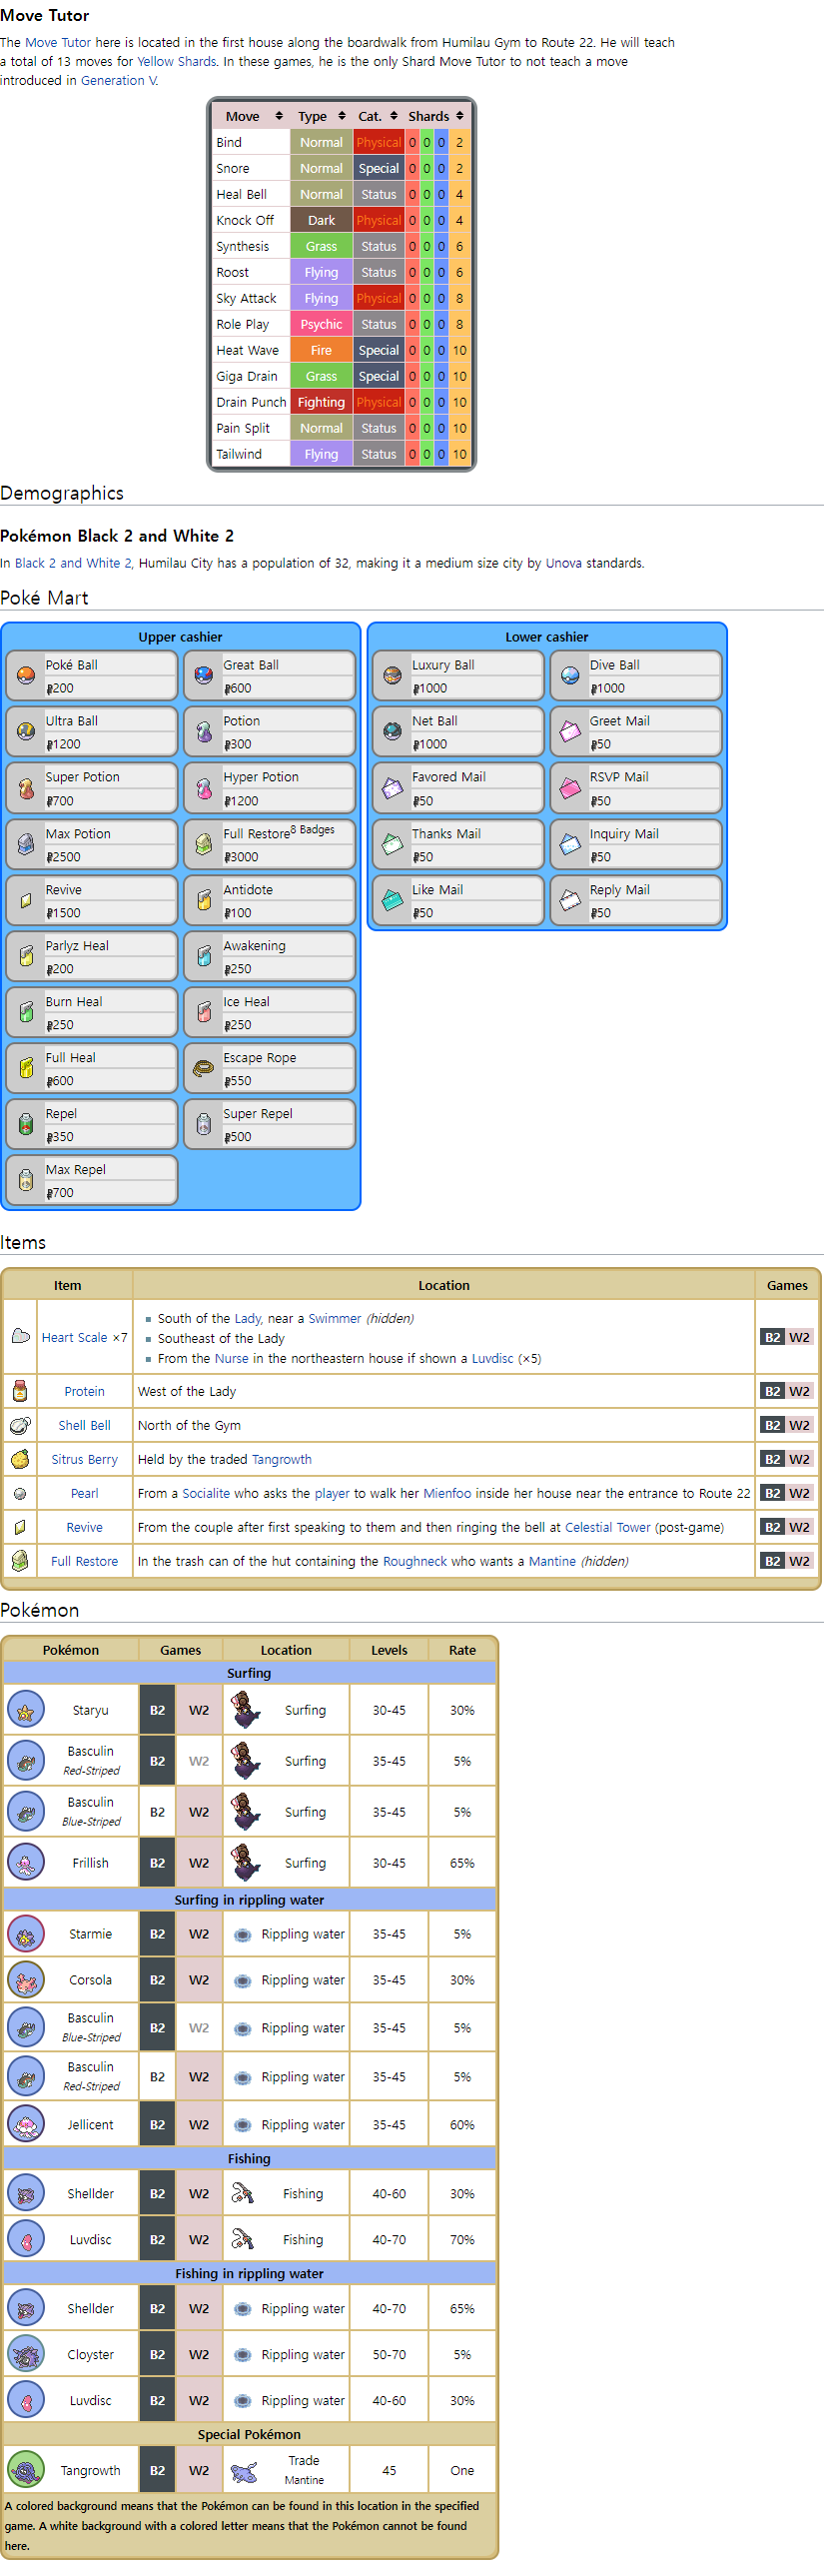 Move Tutor
The Move Tutor here is located in the first house along the boardwalk from Humilau Gym to Route 22. He will teach
a total of 13 moves for Yellow Shards. In these games, he is the only Shard Move Tutor to not teach a move
introduced in Generation V.
Move Type Cat. Shards
Bind Normal Physical 0 0 0 2
Snore Normal Special 0 0 0 2
Heal Bell Normal Status 0 0 0 4
Knock Off Dark Physical 0 0 0 4
Synthesis Grass Status 0 0 0 6
Roost Flying Status 0 0 0 6
Sky Attack Flying Physical 0 0 0 8
Role Play Psychic Status 0 0 0 8
Heat Wave Fire Special 0 0 0 10
Giga Drain Grass Special 0 0 0 10
Drain Punch Fighting Physical 0 0 0 10
Pain Split Normal Status 0 0 0 10
Tailwind Flying Status 0 0 0 10
Demographics
Pokémon Black 2 and White 2
In Black 2 and White 2, Humilau City has a population of 32, making it a medium size city by Unova standards.
Poké Mart
Upper cashier
Poké Ball Great Ball
₽200 ₽600
Ultra Ball Potion
₽1200 ₽300
Super Potion Hyper Potion
₽700 ₽1200
Max Potion Full Restore 8 Badges
₽2500 ₽3000
Revive Antidote
₽1500 ₽100
Parlyz Heal Awakening
₽200 ₽250
Burn Heal Ice Heal
₽250 ₽250
Full Heal Escape Rope
₽600 ₽550
Repel Super Repel
₽350 ₽500
Max Repel
₽700
Lower cashier
Luxury Ball Dive Ball
₽1000 ₽1000
Net Ball Greet Mail
₽1000 ₽50
Favored Mail RSVP Mail
₽50 ₽50
Thanks Mail Inquiry Mail
₽50 ₽50
Like Mail Reply Mail
₽50 ₽50
Items
Item Location Games
Heart Scale ×7 B2 W2
South of the Lady, near a Swimmer (hidden)
Southeast of the Lady
From the Nurse in the northeastern house if shown a Luvdisc (×5)
Protein West of the Lady B2 W2
Shell Bell North of the Gym B2 W2
Sitrus Berry Held by the traded Tangrowth B2 W2
Pearl From a Socialite who asks the player to walk her Mienfoo inside her house near the entrance to Route 22 B2 W2
Revive From the couple after first speaking to them and then ringing the bell at Celestial Tower (post-game) B2 W2
Full Restore In the trash can of the hut containing the Roughneck who wants a Mantine (hidden) B2 W2
Pokémon
Pokémon Games Location Levels Rate
Surfing
Staryu B2 W2 Surfing 30-45 30%
Basculin
Red-Striped B2 W2 Surfing 35-45 5%
Basculin
Blue-Striped B2 W2 Surfing 35-45 5%
Frillish B2 W2 Surfing 30-45 65%
Surfing in rippling water
Starmie B2 W2 Rippling water 35-45 5%
Corsola B2 W2 Rippling water 35-45 30%
Basculin
Blue-Striped B2 W2 Rippling water 35-45 5%
Basculin
Red-Striped B2 W2 Rippling water 35-45 5%
Jellicent B2 W2 Rippling water 35-45 60%
Fishing
Shellder B2 W2 Fishing 40-60 30%
Luvdisc B2 W2 Fishing 40-70 70%
Fishing in rippling water
Shellder B2 W2 Rippling water 40-70 65%
Cloyster B2 W2 Rippling water 50-70 5%
Luvdisc B2 W2 Rippling water 40-60 30%
Special Pokémon
Tangrowth B2 W2 Trade 45 One
Mantine
A colored background means that the Pokémon can be found in this location in the specified
game. A white background with a colored letter means that the Pokémon cannot be found
here.